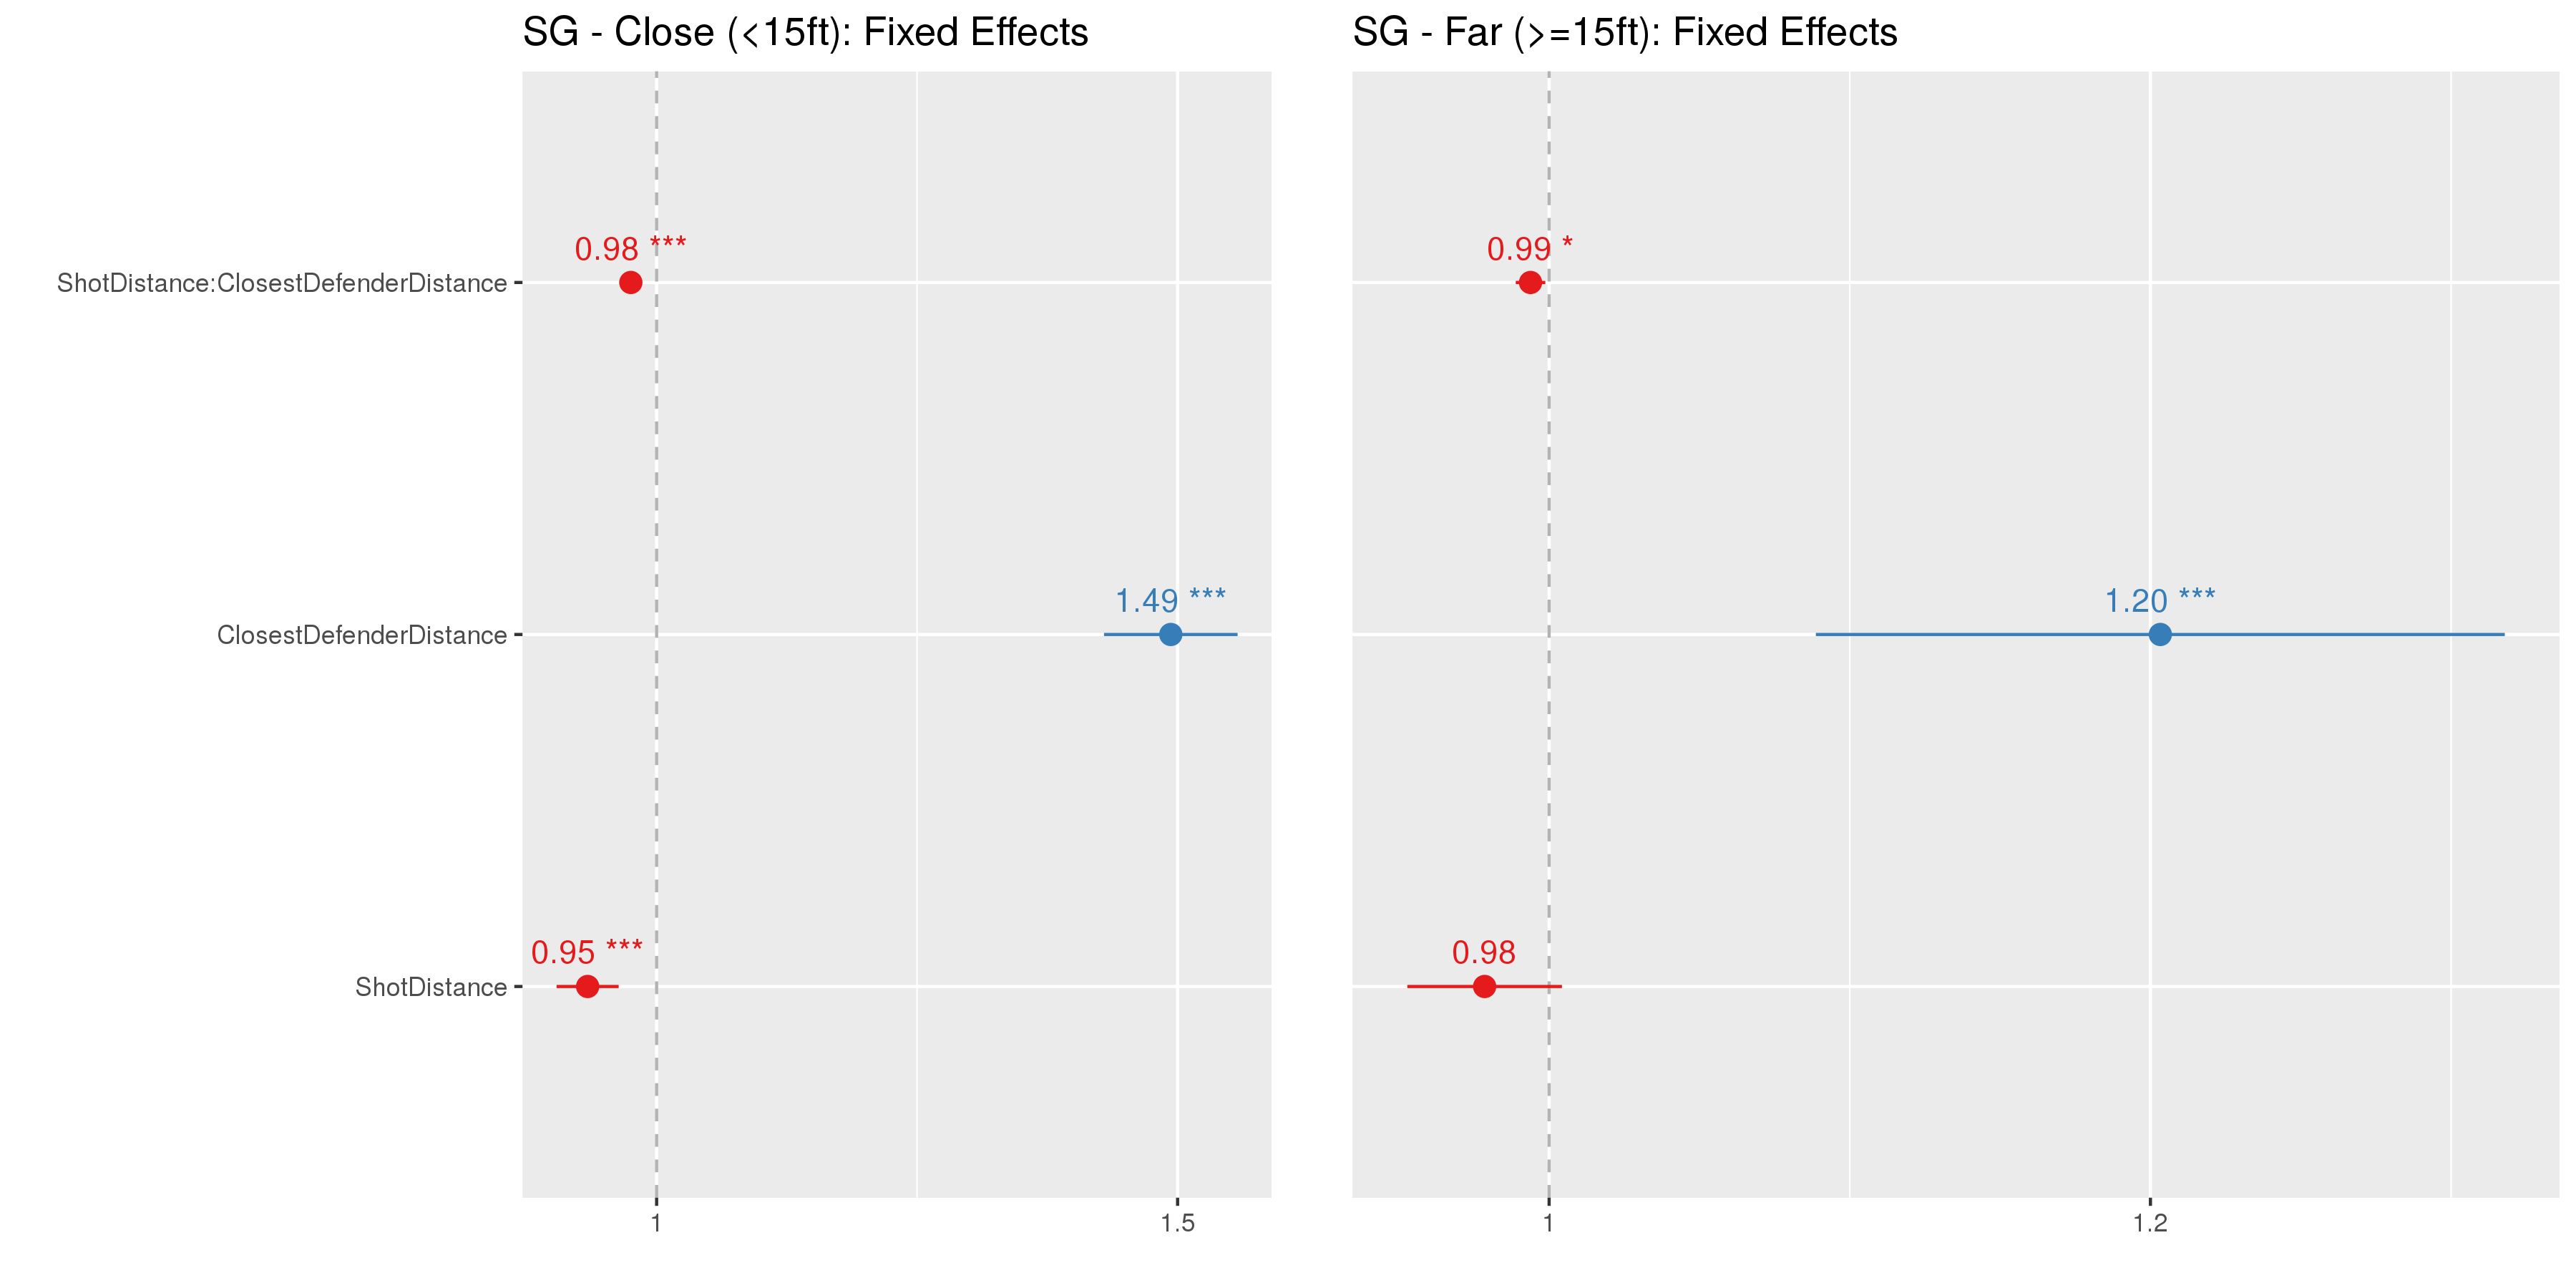 SG - Close (<15ft): Fixed Effects
SG - Far (>=15ft): Fixed Effects
ShotDistance:ClosestDefenderDistance
0.98 ***
0.99 *
ClosestDefenderDistance
1.49 ***
1.20 ***
ShotDistance
0.95 ***
0.98
1
1.5
1
1.2